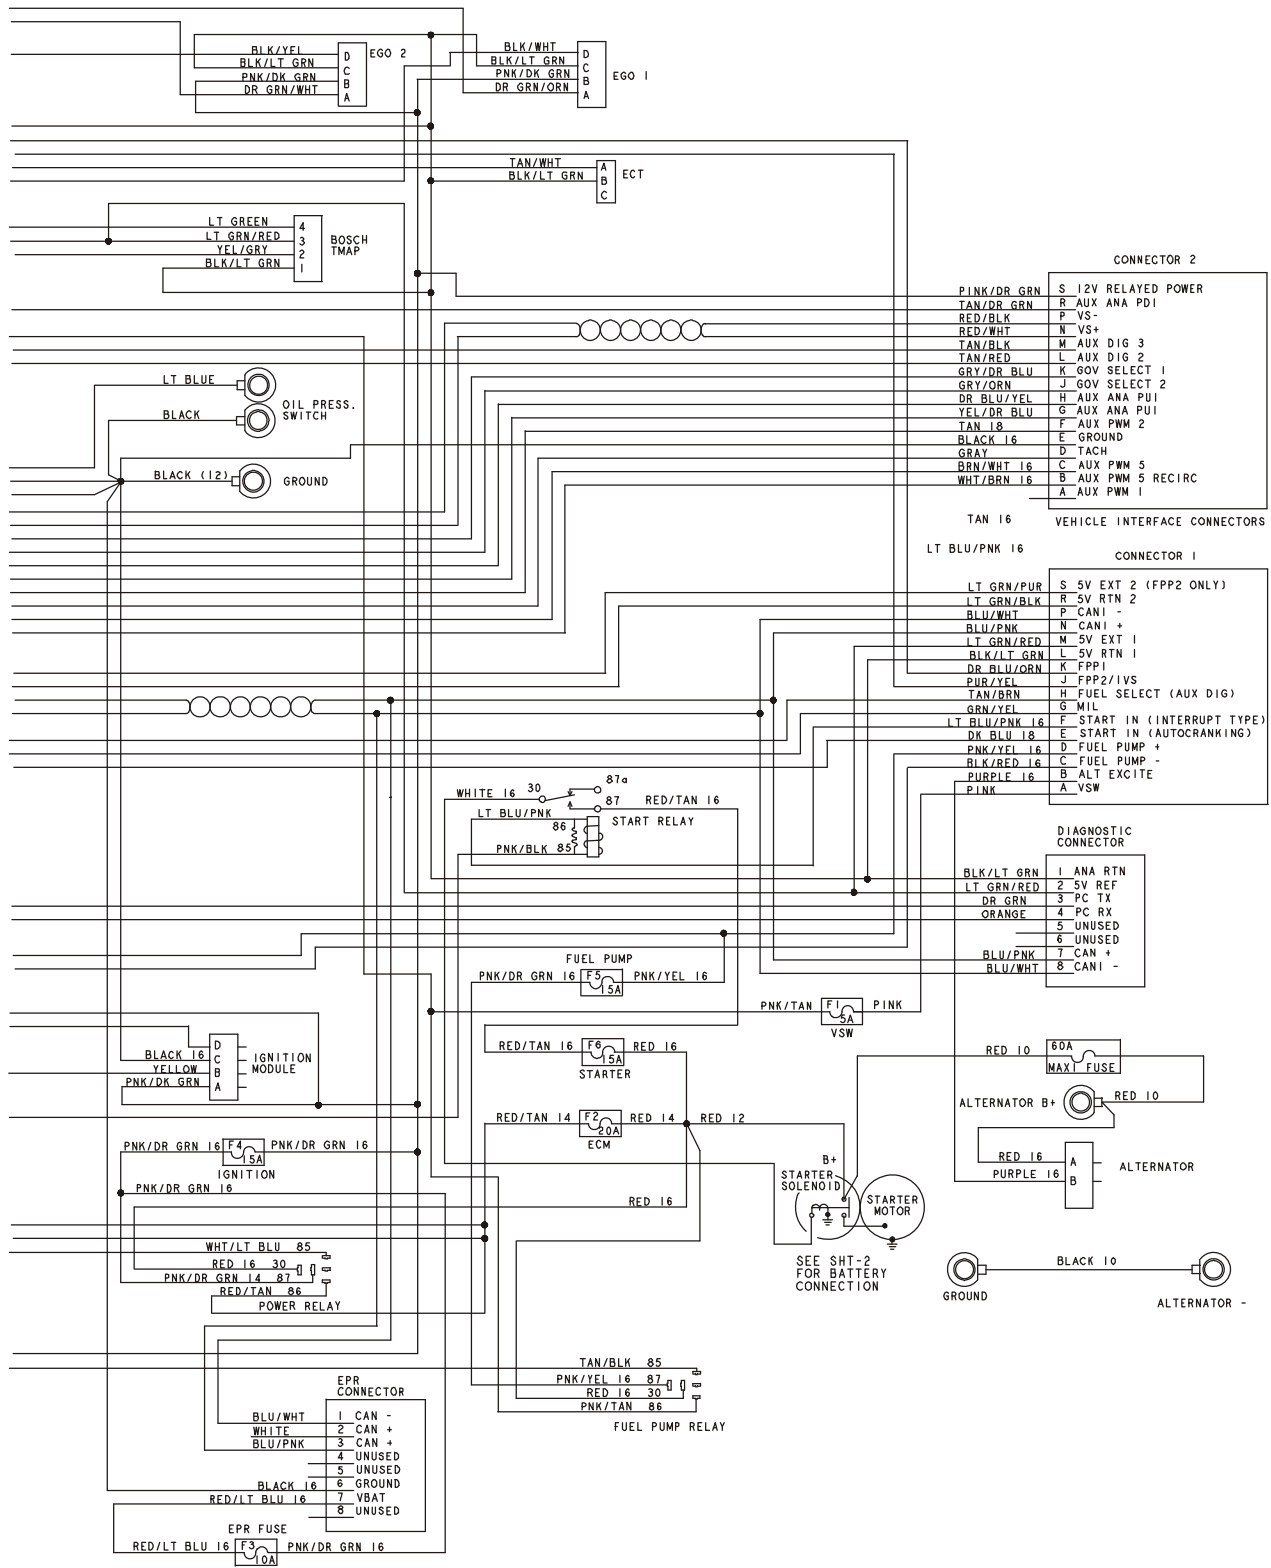 BLK/YEL D EGO 2
BLK/LT GRN C
PNK/DK GRN B
DR GRN/WHT A
BLK/WHT D
BLK/LT GRN C EGO 1
PNK/DK GRN B
DR GRN/ORN A
TAN/WHT A ECT
BLK/LT GRN B
C
LT GREEN 4
LT GRN/RED 3 BOSCH
YEL/GRY 2 TMAP
BLK/LT GRN 1
LT BLUE
OIL PRESS.
SWITCH
BLACK
BLACK (12) GROUND
CONNECTOR 2
PINK/DR GRN S 12V RELAYED POWER
TAN/DR GRN R AUX ANA PD1
RED/BLK P VS-
RED/WHT N VS+
TAN/BLK M AUX DIG 3
TAN/RED L AUX DIG 2
GRY/DR BLU K GOV SELECT 1
GRY/ORN J GOV SELECT 2
DR BLU/YEL H AUX ANA PU1
YEL/DR BLU G AUX ANA PU1
TAN 18 F AUX PWM 2
BLACK 16 E GROUND
GRAY D TACH
BRN/WHT 16 C AUX PWM 5
WHT/BRN 16 B AUX PWM 5 RECIRC
A AUX PWM 1
TAN 16 VEHICLE INTERFACE CONNECTORS
LT BLU/PNK 16
CONNECTOR 1
LT GRN/PUR S 5V EXT 2 (FPP2 ONLY)
LT GRN/BLK R 5V RTN 2
BLU/WHT P CAN1 -
BLU/PNK N CAN1 +
LT GRN/RED M 5V EXT 1
BLK/LT GRN L 5V RTN 1
DR BLU/ORN K FPP1
PUR/YEL J FPP2/IVS
TAN/BRN H FUEL SELECT (AUX DIG)
GRN/YEL G MIL
LT BLU/PNK 16 F START IN (INTERRUPT TYPE)
DK BLU 18 E START IN (AUTOCRANKING)
PNK/YEL 16 D FUEL PUMP +
BLK/RED 16 C FUEL PUMP -
PURPLE 16 B ALT EXCITE
PINK A VSW
87a
WHITE 16 30
87 RED/TAN 16
LT BLU/PNK 86 START RELAY
PNK/BLK 85
DIAGNOSTIC
CONNECTOR
BLK/LT GRN 1 ANA RTN
LT GRN/RED 2 5V REF
DR GRN 3 PC TX
ORANGE 4 PC RX
5 UNUSED
6 UNUSED
BLU/PNK 7 CAN +
BLU/WHT 8 CAN1 -
FUEL PUMP
PNK/DR GRN 16 F5 15A PNK/YEL 16
PNK/TAN F1 5A PINK
VSW
RED/TAN 16 F6 15A RED 16
STARTER
RED/TAN 14 F2 20A RED 14 RED 12
ECM
D
BLACK 16 C IGNITION
YELLOW B MODULE
PNK/DK GRN A
PNK/DR GRN 16 F4 15A PNK/DR GRN 16
IGNITION
PNK/DR GRN 16
RED 16
RED 10 60A
MAXI FUSE
ALTERNATOR B+ RED 10
RED 16 A ALTERNATOR
PURPLE 16 B
B+
STARTER
SOLENOID
STARTER
MOTOR
SEE SHT-2
FOR BATTERY
CONNECTION
BLACK 10
GROUND
ALTERNATOR -
WHT/LT BLU 85
RED 16 30
PNK/DR GRN 14 87
RED/TAN 86
POWER RELAY
TAN/BLK 85
PNK/YEL 16 87
RED 16 30
PNK/TAN 86
FUEL PUMP RELAY
EPR
CONNECTOR
BLU/WHT 1 CAN -
WHITE 2 CAN +
BLU/PNK 3 CAN +
4 UNUSED
5 UNUSED
BLACK 16 6 GROUND
RED/LT BLU 16 7 VBAT
8 UNUSED
EPR FUSE
RED/LT BLU 16 F3 10A PNK/DR GRN 16